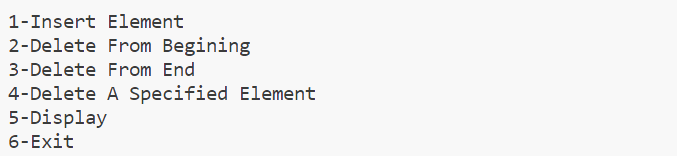 1-Insert Element
2-Delete From Begining
3-Delete From End
4-Delete A Specified Element
5-Display
6-Exit